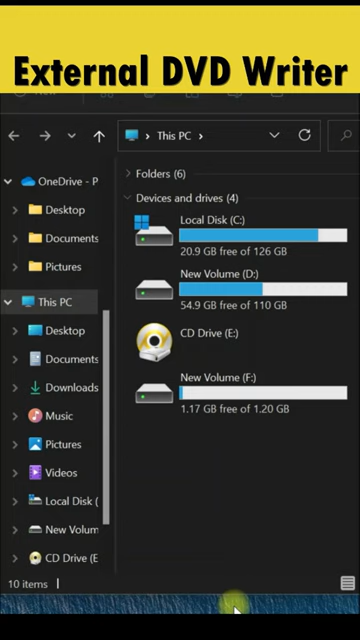 External DVD Writer
This PC
Folders (6)
OneDrive - P
Desktop
Documents
Pictures
This PC
Desktop
Documents
Downloads
Music
Pictures
Videos
Local Disk (
New Volum
CD Drive (E
Devices and drives (4)
Local Disk (C:)
20.9 GB free of 126 GB
New Volume (D:)
54.9 GB free of 110 GB
CD Drive (E:)
New Volume (F:)
1.17 GB free of 1.20 GB
10 items